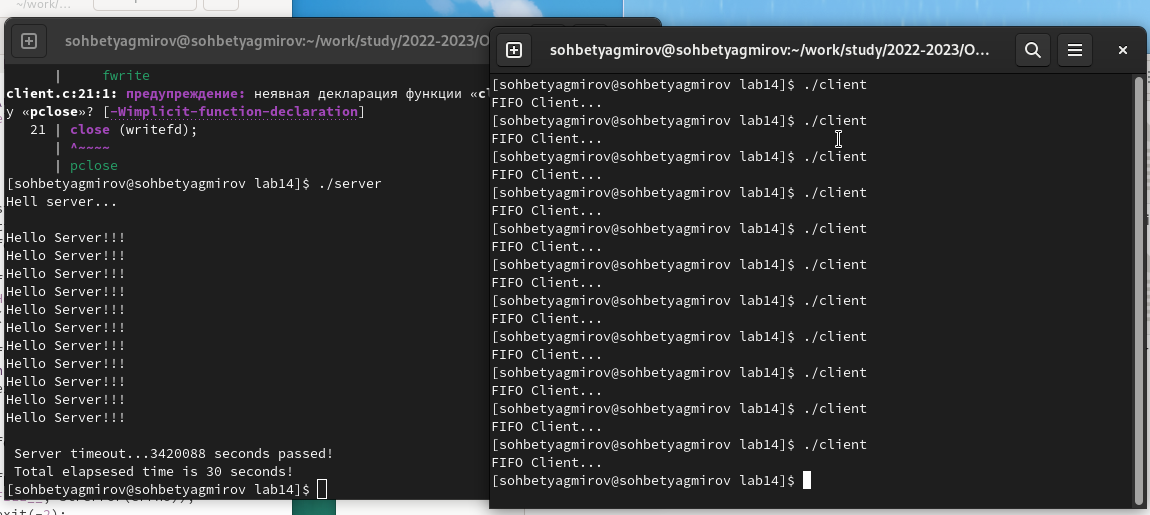 ~/work/...
sohbetyagmirov@sohbetyagmirov:~/work/study/2022-2023/O
| fwrite
client.c:21:1: предупреждение: неявная декларация функции «cl
у «pclose»? [-Wimplicit-function-declaration]
21 | close (writefd);
| ^~~~~
| pclose
[sohbetyagmirov@sohbetyagmirov lab14]$ ./server
Hell server...
Hello Server!!!
Hello Server!!!
Hello Server!!!
Hello Server!!!
Hello Server!!!
Hello Server!!!
Hello Server!!!
Hello Server!!!
Hello Server!!!
Hello Server!!!
Hello Server!!!
Server timeout...3420088 seconds passed!
Total elapsesed time is 30 seconds!
[sohbetyagmirov@sohbetyagmirov lab14]$
exit(-2);
sohbetyagmirov@sohbetyagmirov:~/work/study/2022-2023/O...
[sohbetyagmirov@sohbetyagmirov lab14]$ ./client
FIFO Client...
[sohbetyagmirov@sohbetyagmirov lab14]$ ./client
FIFO Client...
[sohbetyagmirov@sohbetyagmirov lab14]$ ./client
FIFO Client...
[sohbetyagmirov@sohbetyagmirov lab14]$ ./client
FIFO Client...
[sohbetyagmirov@sohbetyagmirov lab14]$ ./client
FIFO Client...
[sohbetyagmirov@sohbetyagmirov lab14]$ ./client
FIFO Client...
[sohbetyagmirov@sohbetyagmirov lab14]$ ./client
FIFO Client...
[sohbetyagmirov@sohbetyagmirov lab14]$ ./client
FIFO Client...
[sohbetyagmirov@sohbetyagmirov lab14]$ ./client
FIFO Client...
[sohbetyagmirov@sohbetyagmirov lab14]$ ./client
FIFO Client...
[sohbetyagmirov@sohbetyagmirov lab14]$ ./client
FIFO Client...
[sohbetyagmirov@sohbetyagmirov lab14]$